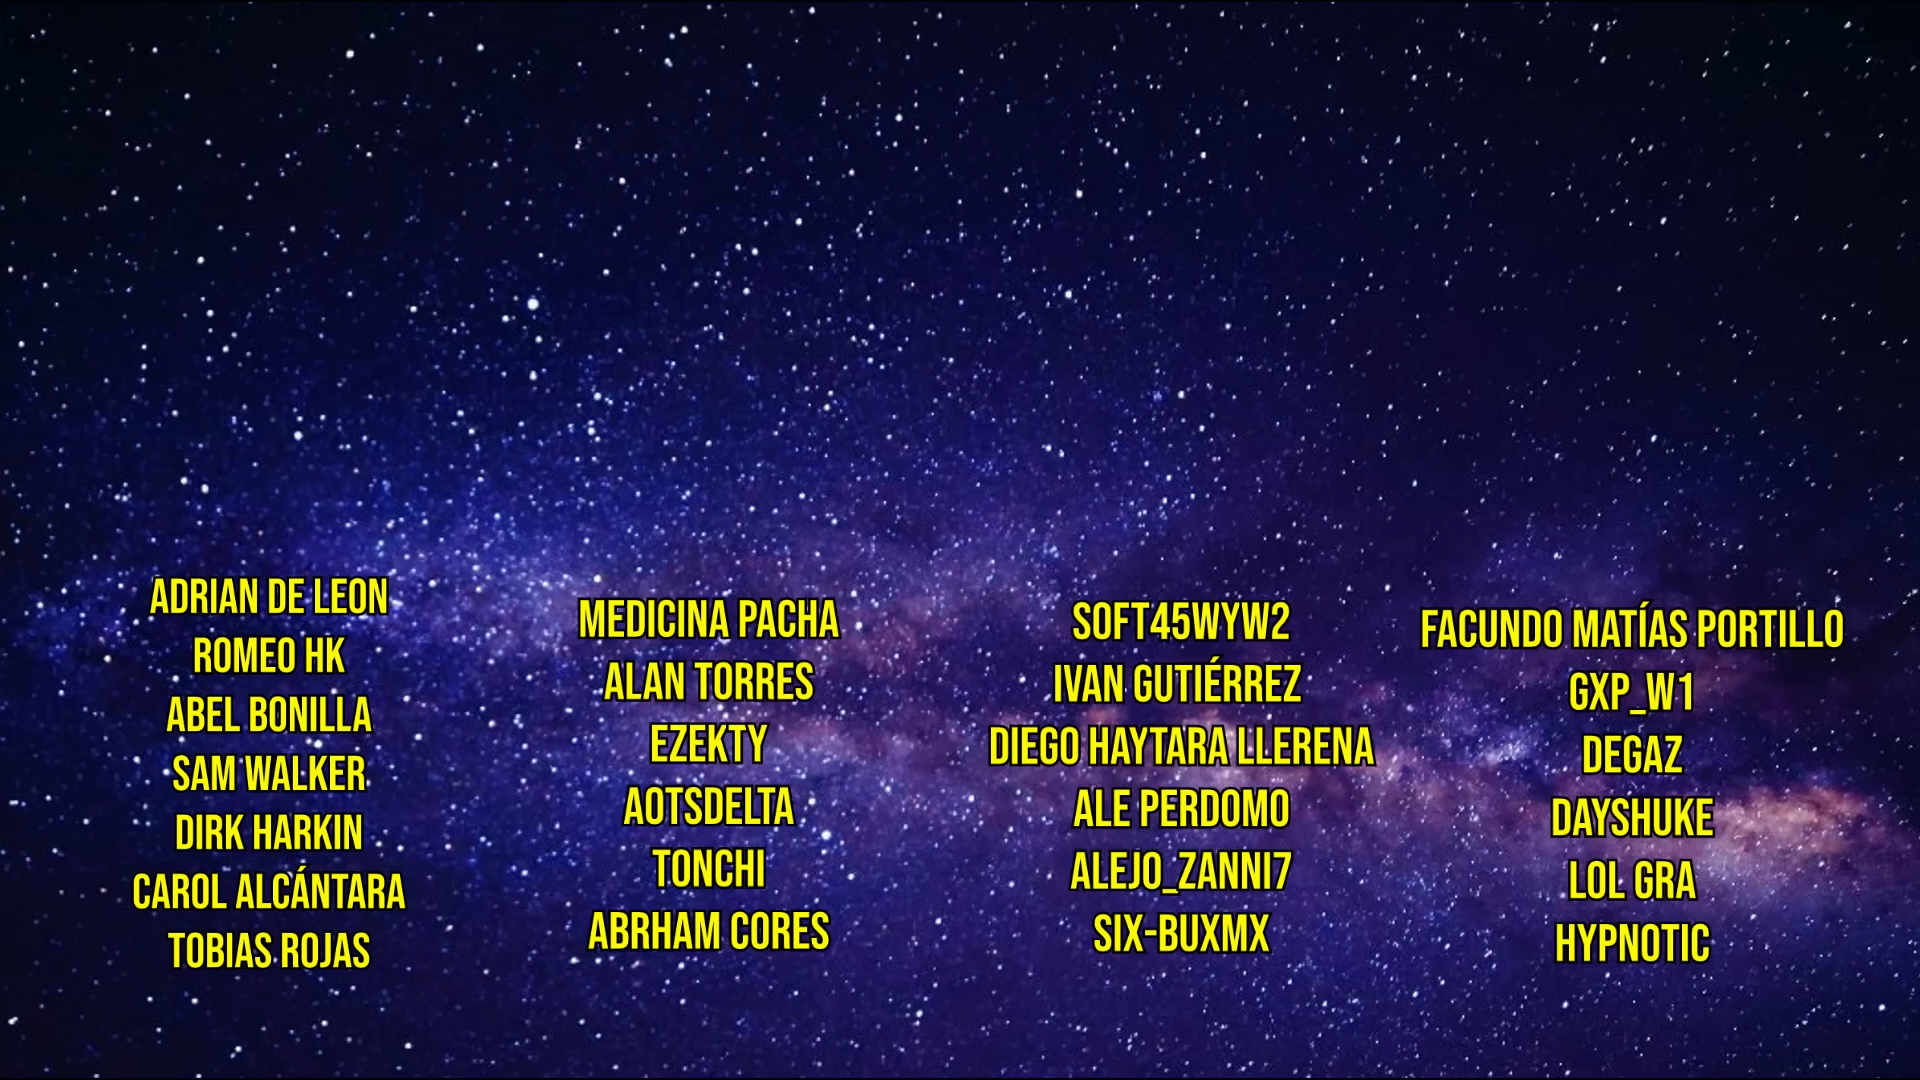 ADRIAN DE LEON
ROMEO HK
ABEL BONILLA
SAM WALKER
DIRK HARKIN
CAROL ALCÁNTARA
TOBIAS ROJAS
MEDICINA PACHA
ALAN TORRES
EZEKTY
AOTSDELTA
TONCHI
ABRHAM CORES
SOFT45WYW2
IVAN GUTIÉRREZ
DIEGO HAYTARA LLERENA
ALE PERDOMO
ALEJO_ZANNI7
SIX-BUXMX
FACUNDO MATÍAS PORTILLO
GXP_W1
DEGAZ
DAYSHUKE
LOL GRA
HYPNOTIC